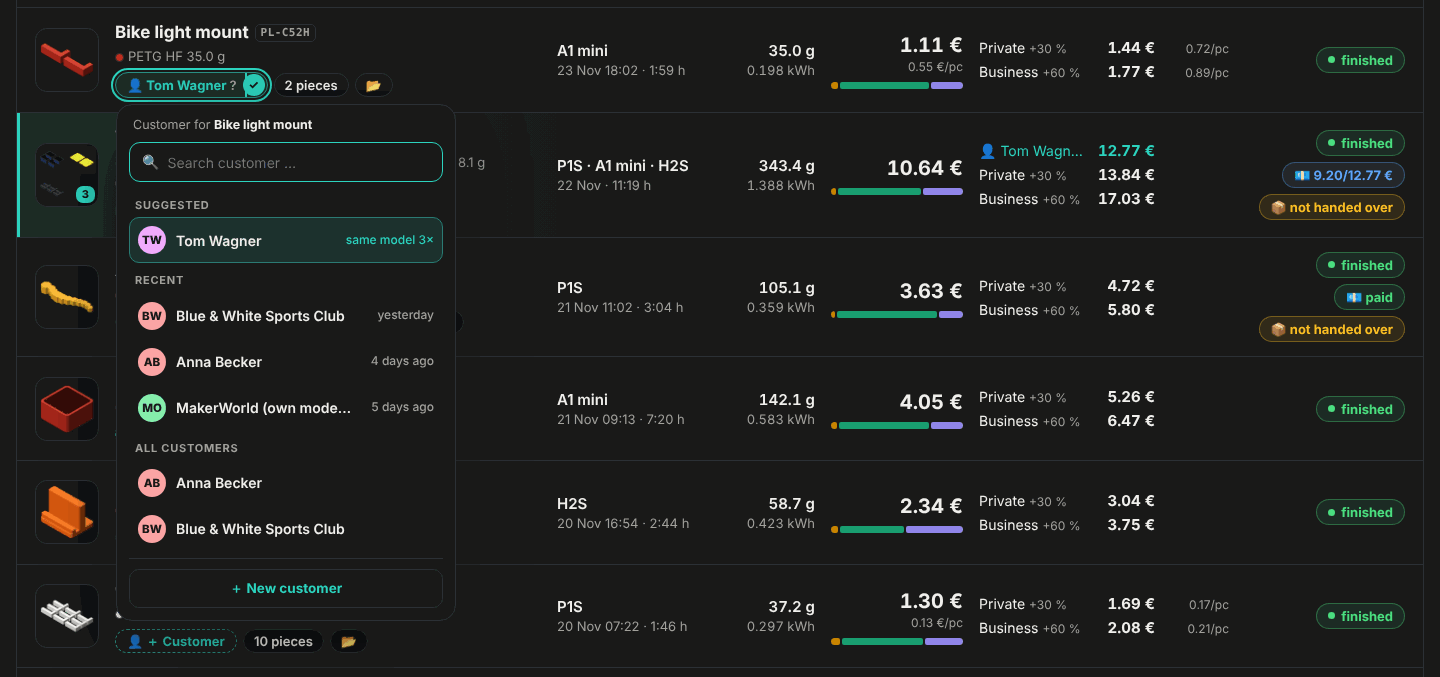 Bike light mount PL-C52H
PETG HF 35.0 g
Tom Wagner ?
2 pieces
A1 mini
23 Nov 18:02 · 1:59 h
35.0 g
0.198 kWh
1.11 €
0.55 €/pc
Private +30 % 1.44 € 0.72/pc
Business +60 % 1.77 € 0.89/pc
finished
Customer for Bike light mount
Search customer ...
SUGGESTED
TW Tom Wagner same model 3×
RECENT
BW Blue & White Sports Club yesterday
AB Anna Becker 4 days ago
MO MakerWorld (own mode... 5 days ago
ALL CUSTOMERS
AB Anna Becker
BW Blue & White Sports Club
+ New customer
3
8.1 g
P1S · A1 mini · H2S
22 Nov · 11:19 h
343.4 g
1.388 kWh
10.64 €
Tom Wagn... 12.77 €
Private +30 % 13.84 €
Business +60 % 17.03 €
finished
9.20/12.77 €
not handed over
P1S
21 Nov 11:02 · 3:04 h
105.1 g
0.359 kWh
3.63 €
Private +30 % 4.72 €
Business +60 % 5.80 €
finished
paid
not handed over
A1 mini
21 Nov 09:13 · 7:20 h
142.1 g
0.583 kWh
4.05 €
Private +30 % 5.26 €
Business +60 % 6.47 €
finished
H2S
20 Nov 16:54 · 2:44 h
58.7 g
0.423 kWh
2.34 €
Private +30 % 3.04 €
Business +60 % 3.75 €
finished
+ Customer
10 pieces
P1S
20 Nov 07:22 · 1:46 h
37.2 g
0.297 kWh
1.30 €
0.13 €/pc
Private +30 % 1.69 € 0.17/pc
Business +60 % 2.08 € 0.21/pc
finished